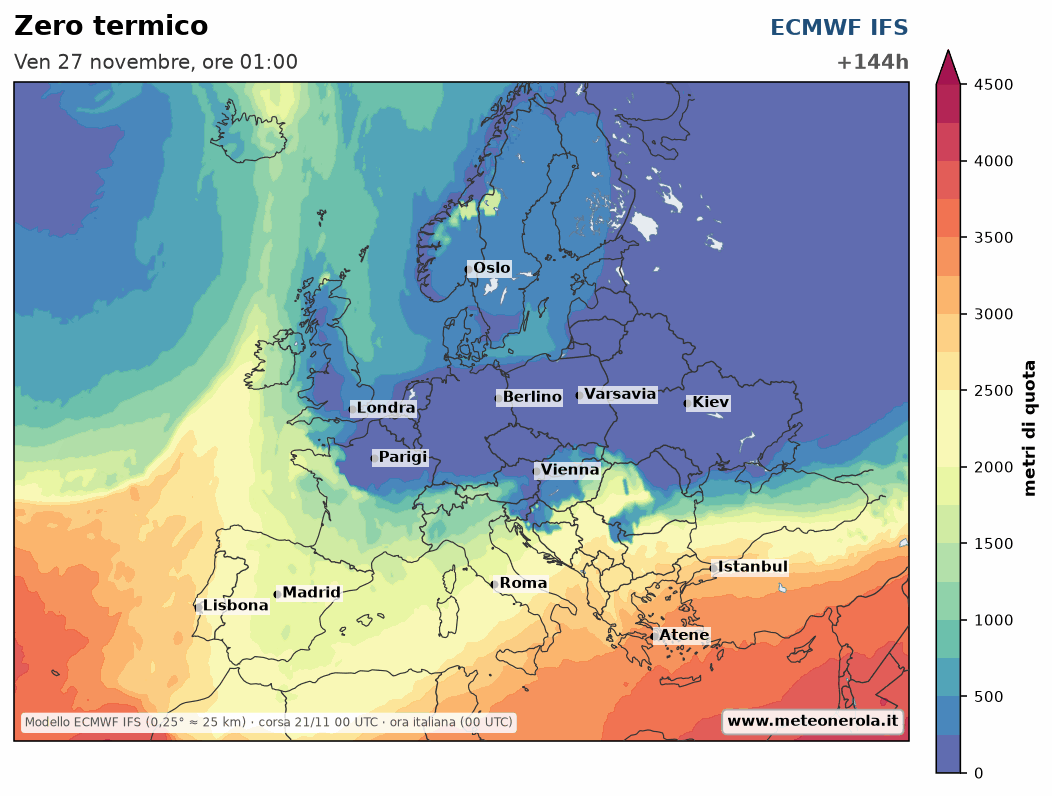 Zero termico
ECMWF IFS
Ven 27 novembre, ore 01:00
+144h
4500
4000
3500
3000
2500
2000
1500
1000
500
0
metri di quota
Oslo
Londra
Berlino
Varsavia
Kiev
Parigi
Vienna
Istanbul
Roma
Madrid
Lisbona
Atene
Modello ECMWF IFS (0,25° ≈ 25 km) · corsa 21/11 00 UTC · ora italiana (00 UTC)
www.meteonerola.it